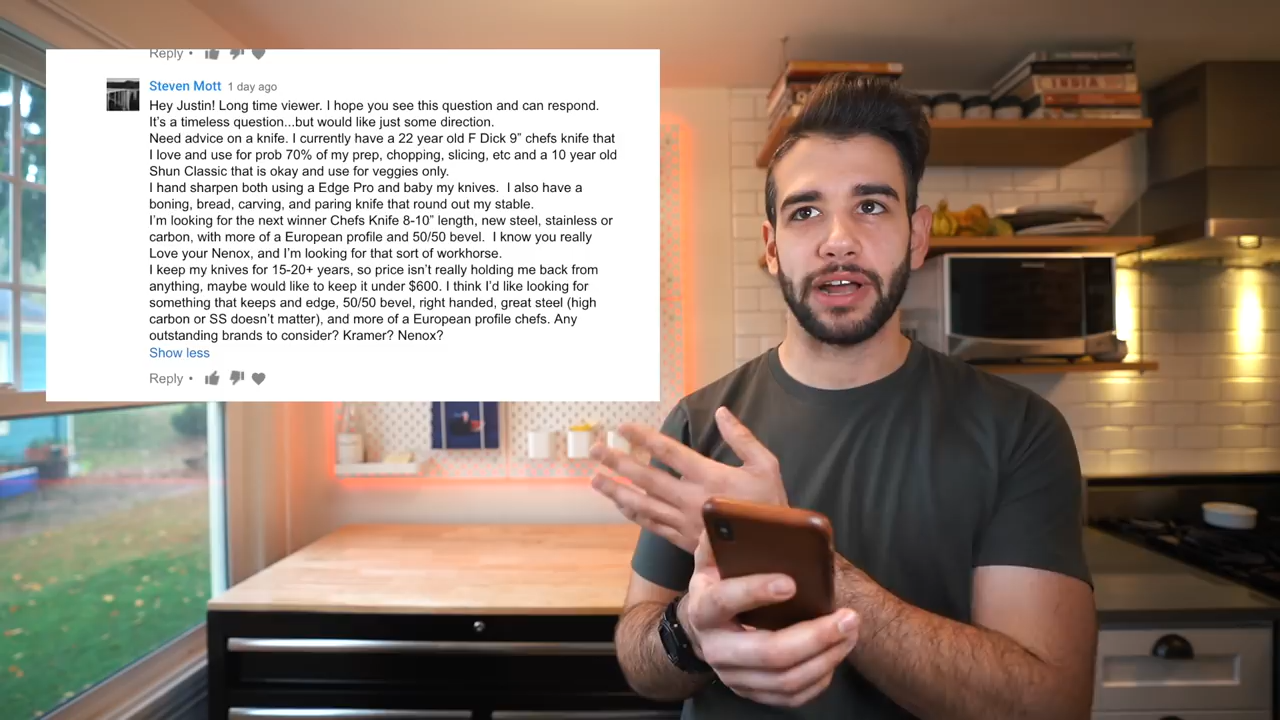 Reply •
Steven Mott 1 day ago
Hey Justin! Long time viewer. I hope you see this question and can respond.
It's a timeless question...but would like just some direction.
Need advice on a knife. I currently have a 22 year old F Dick 9” chefs knife that
I love and use for prob 70% of my prep, chopping, slicing, etc and a 10 year old
Shun Classic that is okay and use for veggies only.
I hand sharpen both using a Edge Pro and baby my knives.  I also have a
boning, bread, carving, and paring knife that round out my stable.
I'm looking for the next winner Chefs Knife 8-10” length, new steel, stainless or
carbon, with more of a European profile and 50/50 bevel.  I know you really
Love your Nenox, and I'm looking for that sort of workhorse.
I keep my knives for 15-20+ years, so price isn't really holding me back from
anything, maybe would like to keep it under $600. I think I'd like looking for
something that keeps and edge, 50/50 bevel, right handed, great steel (high
carbon or SS doesn't matter), and more of a European profile chefs. Any
outstanding brands to consider? Kramer? Nenox?
Show less
Reply •
INDIA